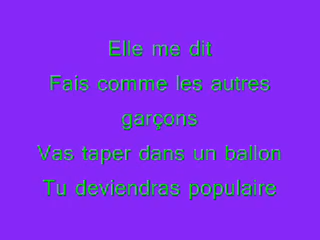 Elle me dit
Fais comme les autres
garçons
Vas taper dans un ballon
Tu deviendras populaire